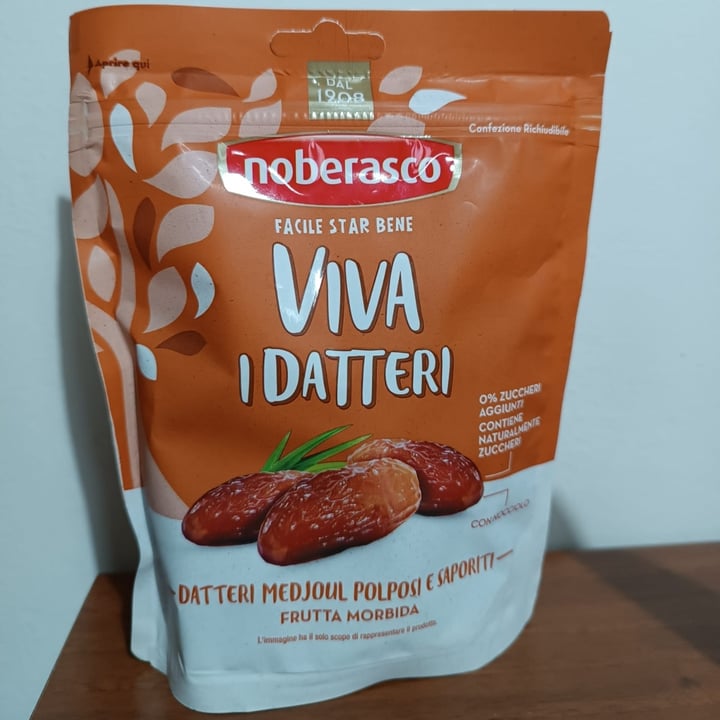 Aprire qui
DAL
1908
Confezione Richiudibile
noberasco
FACILE STAR BENE
VIVA
I DATTERI
0% ZUCCHERI
AGGIUNTI
CONTIENE
NATURALMENTE
ZUCCHERI
CON NOCCIOLO
DATTERI MEDJOUL POLPOSI E SAPORITI
FRUTTA MORBIDA
L'immagine ha il solo scopo di rappresentare il prodotto.